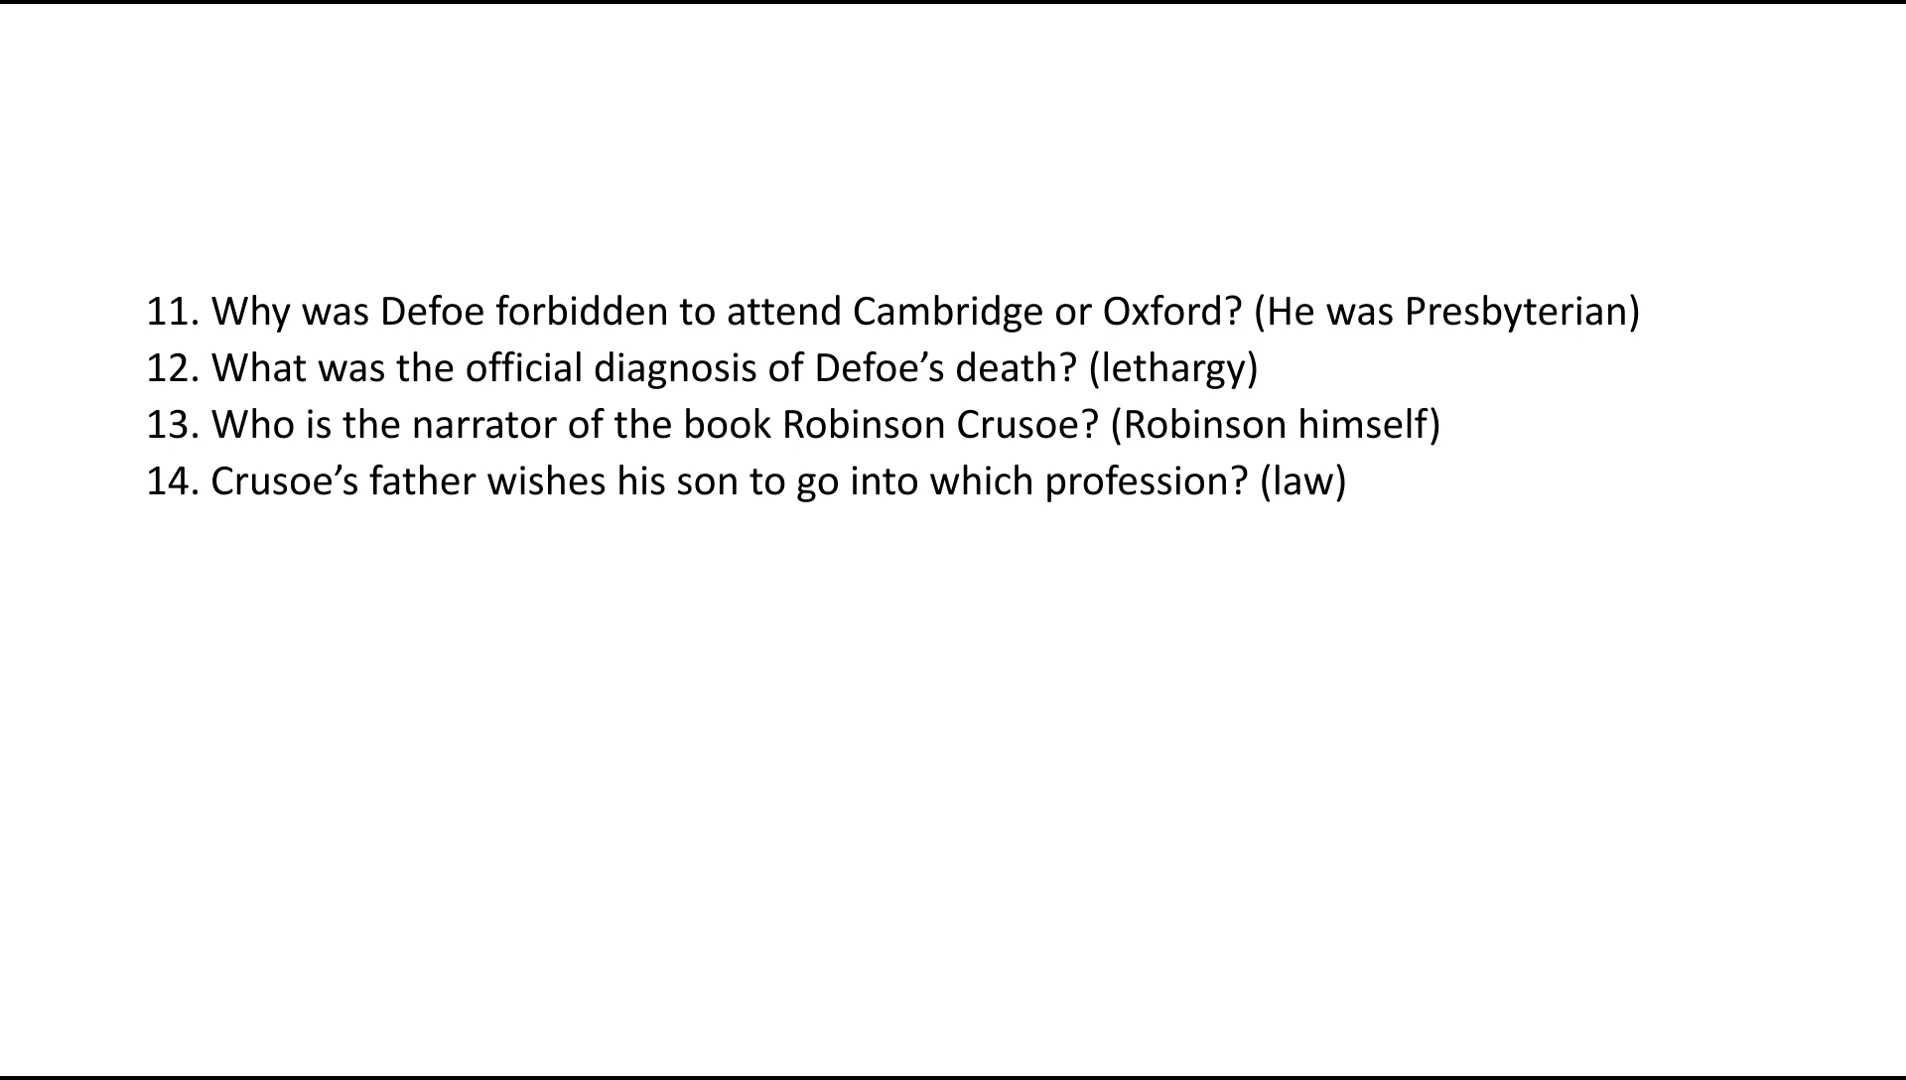 11. Why was Defoe forbidden to attend Cambridge or Oxford? (He was Presbyterian)
12. What was the official diagnosis of Defoe’s death? (lethargy)
13. Who is the narrator of the book Robinson Crusoe? (Robinson himself)
14. Crusoe’s father wishes his son to go into which profession? (law)